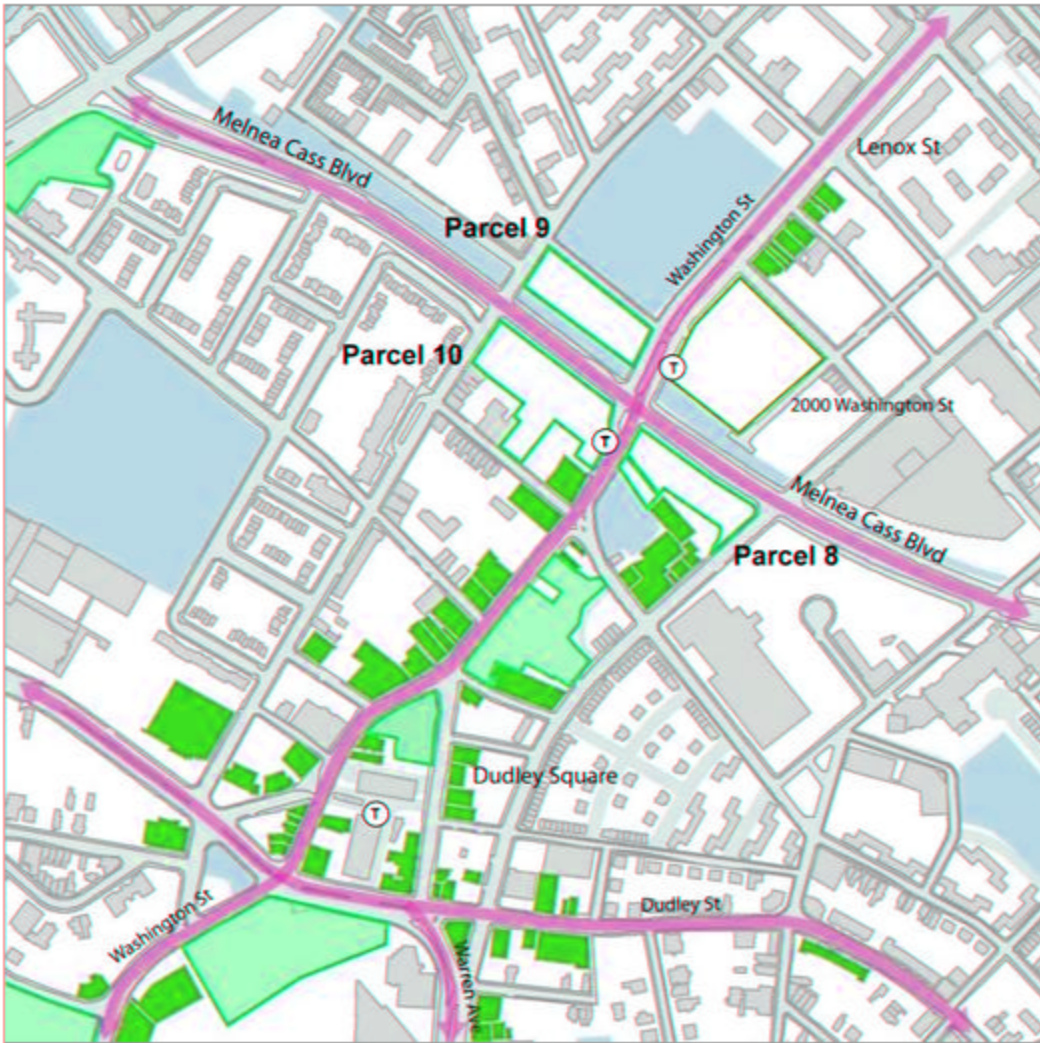 Melnea Cass Blvd
Lenox St
Parcel 9
Washington St
Parcel 10
T
2000 Washington St
T
Melnea Cass Blvd
Parcel 8
Dudley Square
T
Dudley St
Washington St
Warren Ave